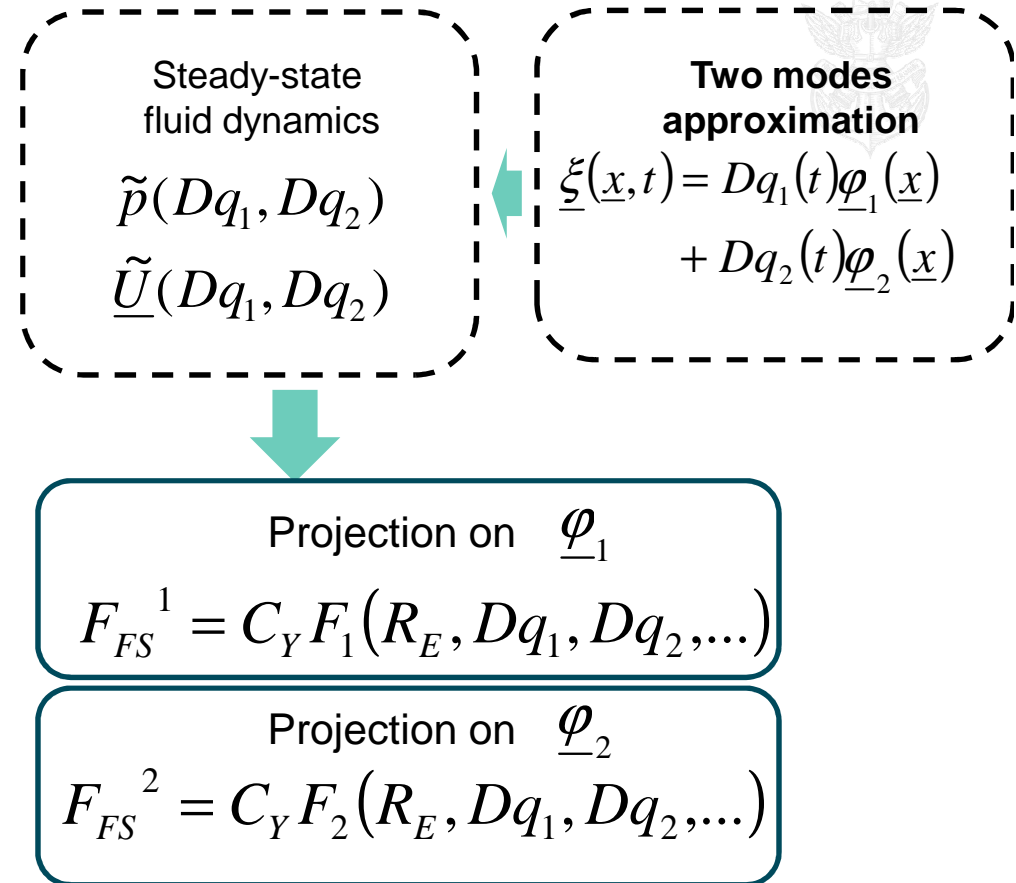 Steady-state
fluid dynamics
p̃(Dq₁, Dq₂)
Ũ(Dq₁, Dq₂)
Two modes
approximation
ξ(x, t) = Dq₁(t)φ₁(x)
+ Dq₂(t)φ₂(x)
Projection on φ₁
F_FS¹ = C_Y F₁(R_E, Dq₁, Dq₂,...)
Projection on φ₂
F_FS² = C_Y F₂(R_E, Dq₁, Dq₂,...)